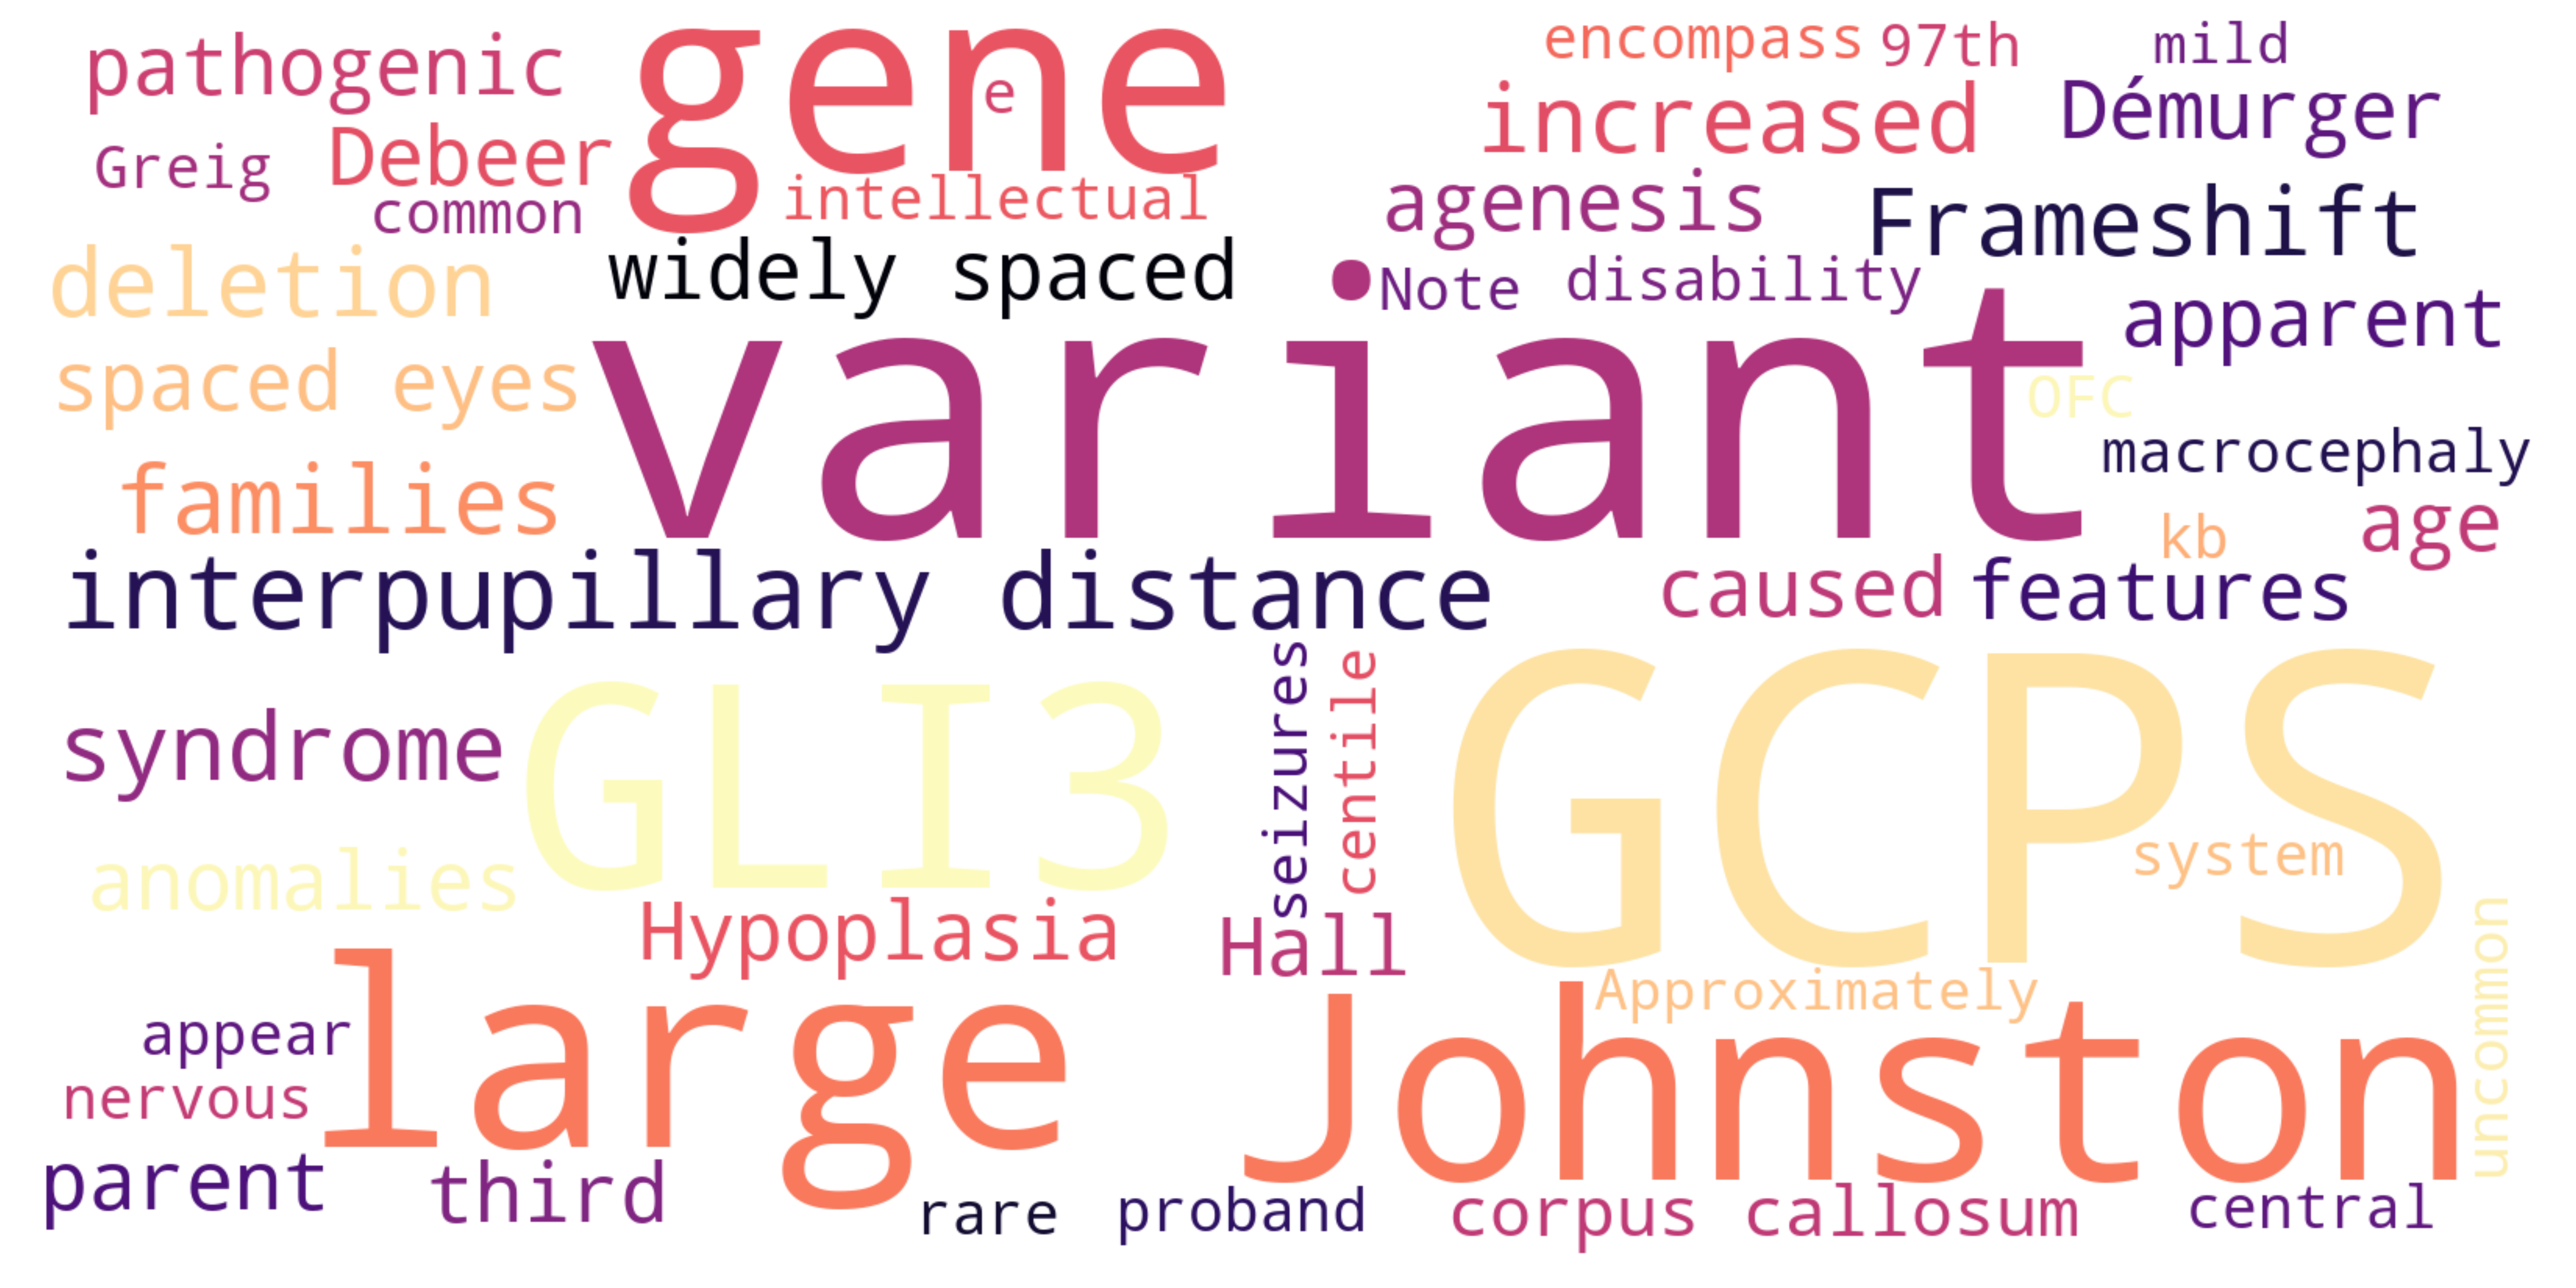 pathogenic
gene
e
encompass
97th
mild
increased
Démurger
Greig
Debeer
common
intellectual
agenesis
Frameshift
deletion
widely spaced
Note
disability
apparent
spaced eyes
variant
OFC
macrocephaly
families
kb
age
interpupillary distance
caused
features
syndrome
GLI3
seizures
centile
GCPS
system
anomalies
Hypoplasia
Hall
uncommon
large
Approximately
Johnston
appear
nervous
parent
third
rare
proband
corpus callosum
central